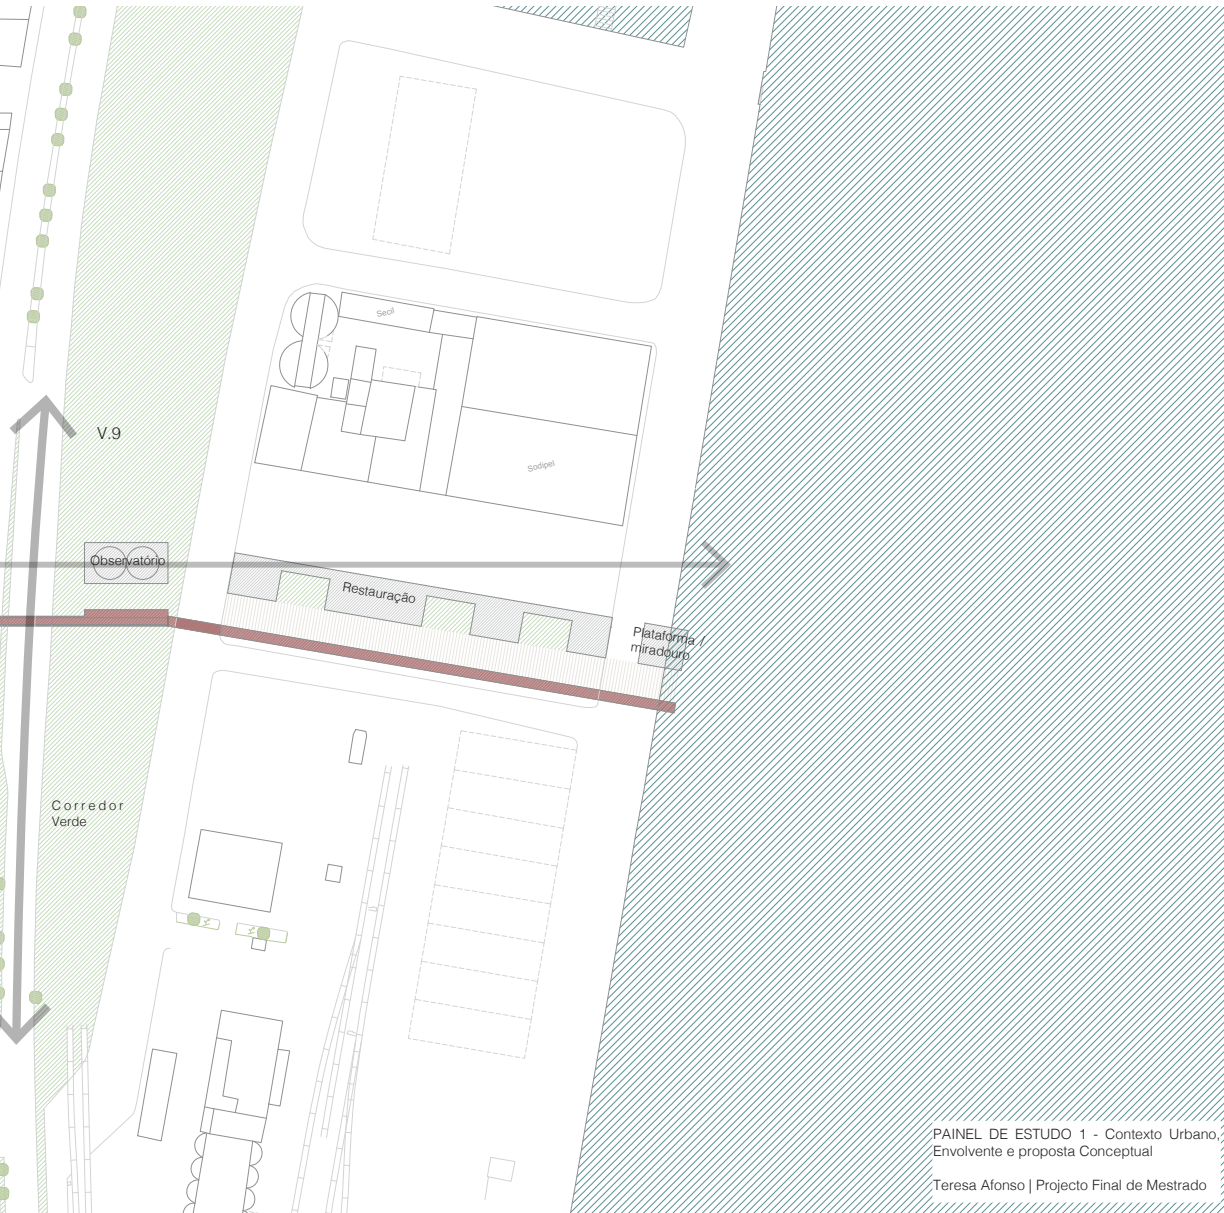 Secil
V.9
Sodipel
Observatório
Restauração
Plataforma /
miradouro
Corredor
Verde
PAINEL DE ESTUDO 1 - Contexto Urbano,
Envolvente e proposta Conceptual
Teresa Afonso | Projecto Final de Mestrado